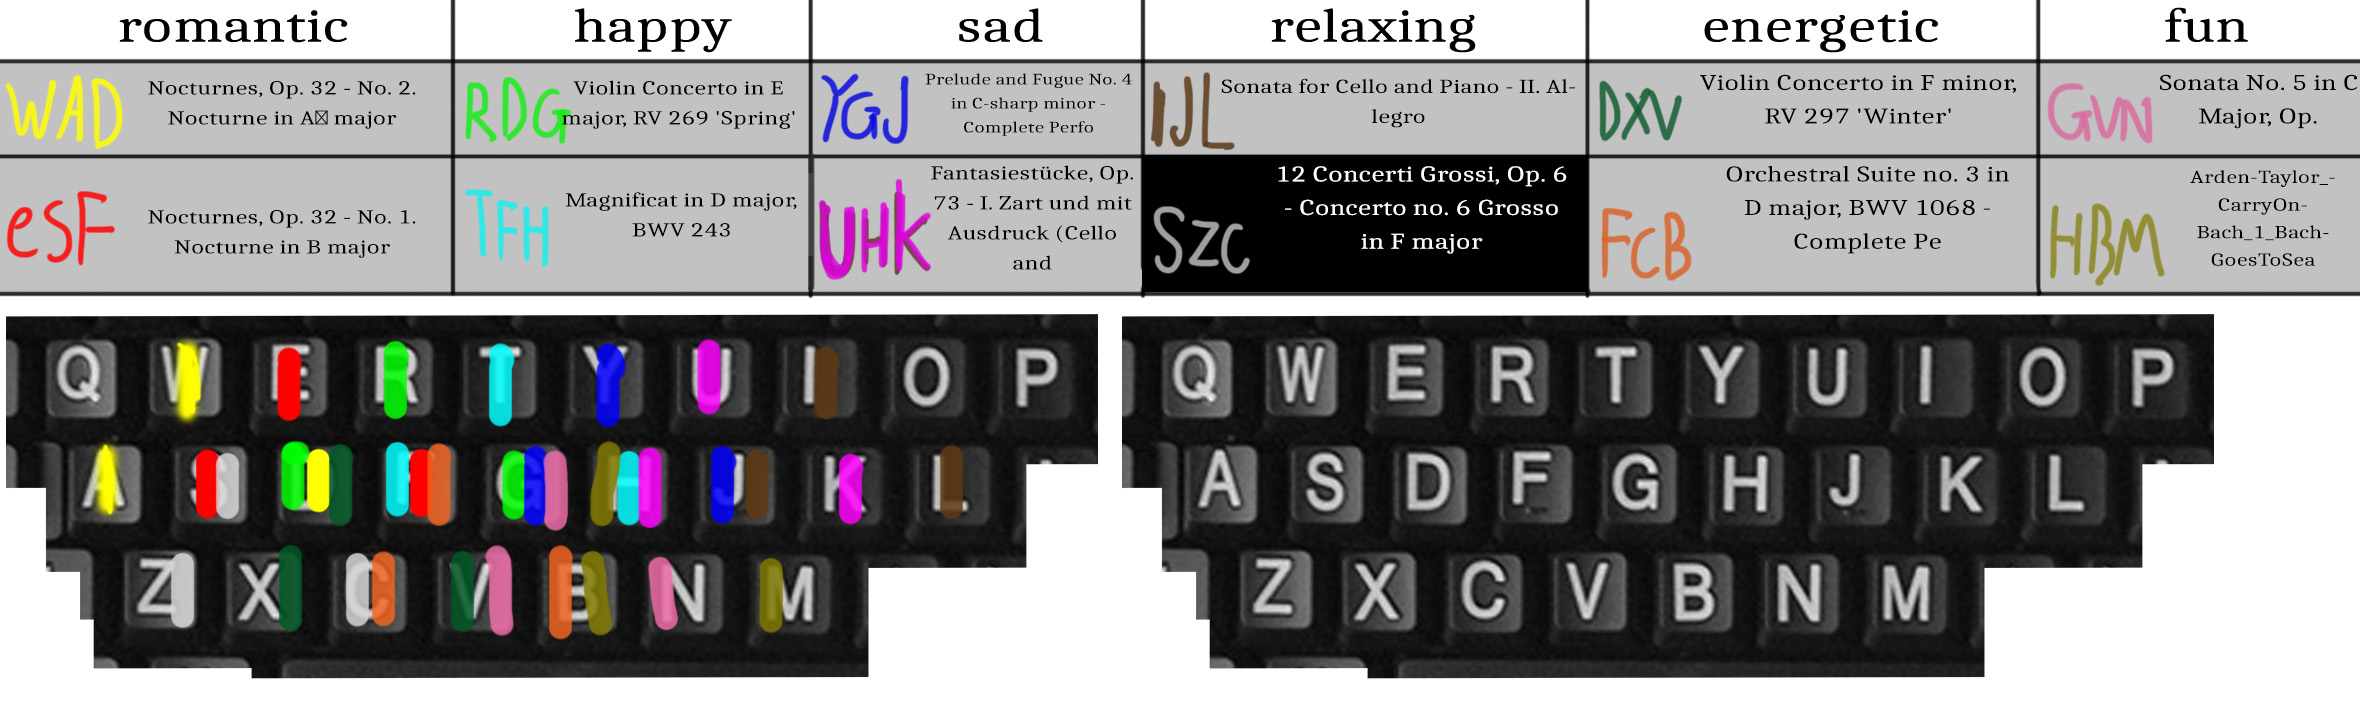 romantic happy sad relaxing energetic fun
WAD
Nocturnes, Op. 32 - No. 2.
Nocturne in A major
RDG
Violin Concerto in E
major, RV 269 'Spring'
YGJ
Prelude and Fugue No. 4
in C-sharp minor -
Complete Perfo
IJL
Sonata for Cello and Piano - II. Al-
legro
DXV
Violin Concerto in F minor,
RV 297 'Winter'
GVN
Sonata No. 5 in C
Major, Op.
eSF
Nocturnes, Op. 32 - No. 1.
Nocturne in B major
TFH
Magnificat in D major,
BWV 243
UHK
Fantasiestücke, Op.
73 - I. Zart und mit
Ausdruck (Cello
and
SZC
12 Concerti Grossi, Op. 6
- Concerto no. 6 Grosso
in F major
FCB
Orchestral Suite no. 3 in
D major, BWV 1068 -
Complete Pe
HBM
Arden-Taylor_-
CarryOn-
Bach_1_Bach-
GoesToSea
Q W E R T Y U I O P
A S D F G H J K L
Z X C V B N M
Q W E R T Y U I O P
A S D F G H J K L
Z X C V B N M